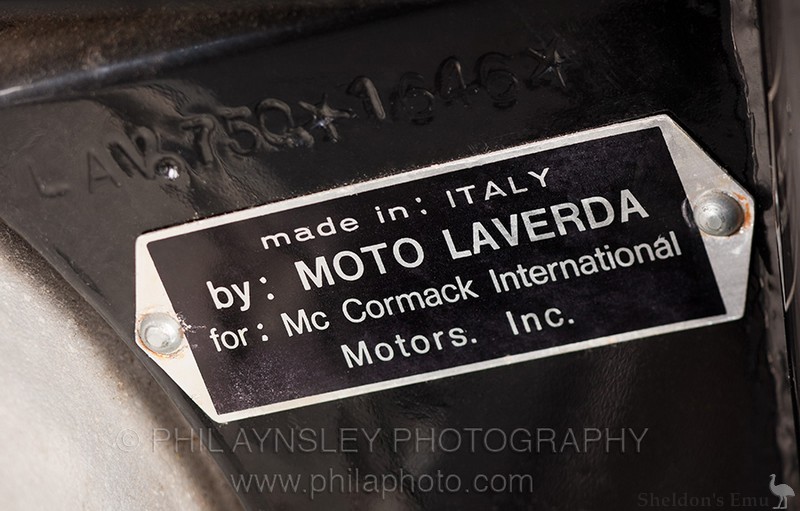 LAV.750★1646★
made in: ITALY
by: MOTO LAVERDA
for: Mc Cormack International
Motors. Inc.
© PHIL AYNSLEY PHOTOGRAPHY
www.philaphoto.com
Sheldon's Emu